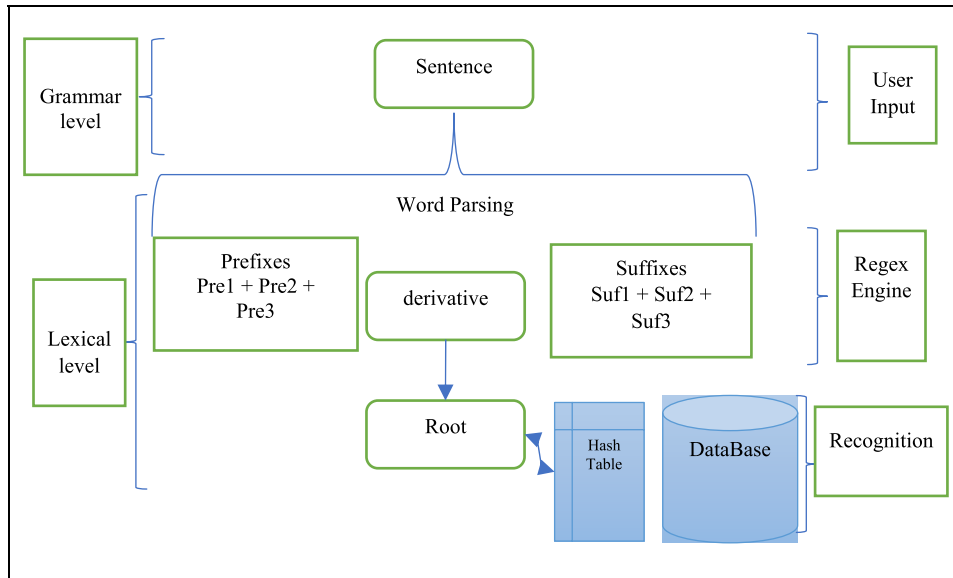 Sentence
Grammar
level
User
Input
Word Parsing
Prefixes
Pre1 + Pre2 +
Pre3
derivative
Suffixes
Suf1 + Suf2 +
Suf3
Regex
Engine
Lexical
level
Root
Hash
Table
DataBase
Recognition